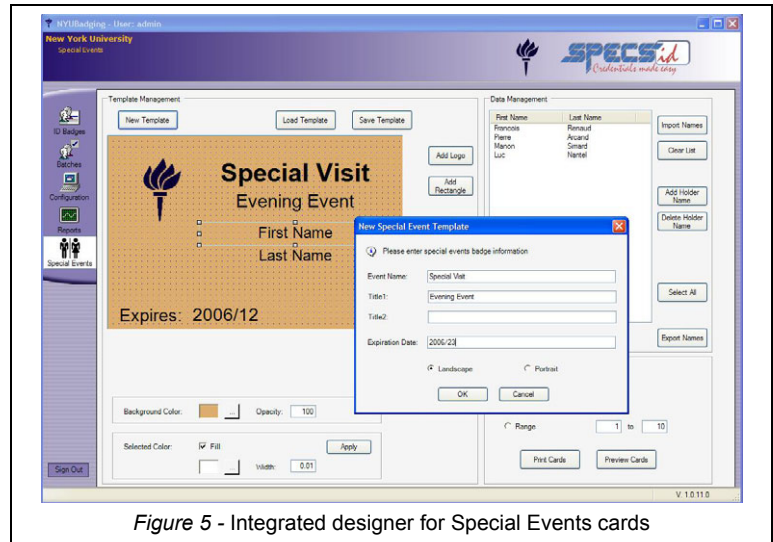 NYUBadging - User: admin
New York University
Special Events
SPECS id
Credentials made easy
ID Badges
Batches
Configuration
Reports
Special Events
Sign Out
Template Management
New Template
Load Template
Save Template
Special Visit
Evening Event
First Name
Last Name
Expires: 2006/12
Add Logo
Add
Rectangle
Background Color:
...
Opacity:
100
Selected Color:
Fill
Apply
...
Width:
0.01
Data Management
First Name Last Name
Francois Renaud
Pierre Arcand
Manon Simard
Luc Nantel
Import Names
Clear List
Add Holder
Name
Delete Holder
Name
Select All
Export Names
New Special Event Template
Please enter special events badge information
Event Name: Special Visit
Title1: Evening Event
Title2:
Expiration Date: 2006/23
Landscape Portrait
OK Cancel
Range 1 to 10
Print Cards Preview Cards
V. 1.0.11.0
Figure 5 - Integrated designer for Special Events cards